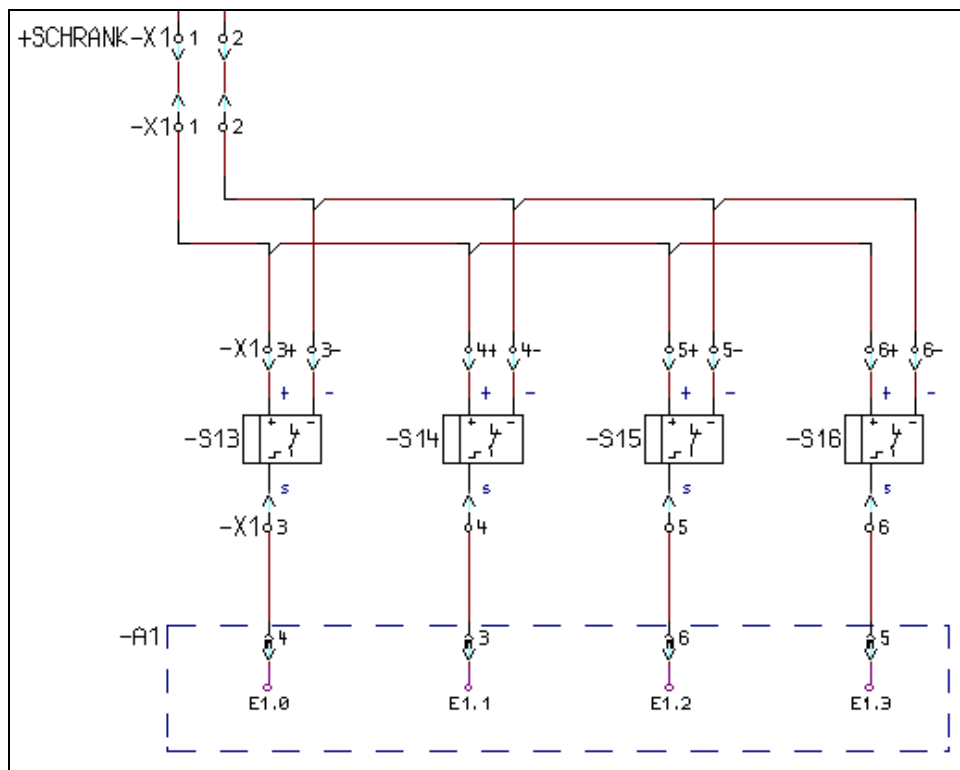 +SCHRANK-X1 1 2
-X1 1 2
-X1 3+ 3- 4+ 4- 5+ 5- 6+ 6-
+ - + - + - + -
-S13 + - -S14 + - -S15 + - -S16 + -
s s s s
-X1 3 4 5 6
-A1 4 3 6 5
E1.0 E1.1 E1.2 E1.3